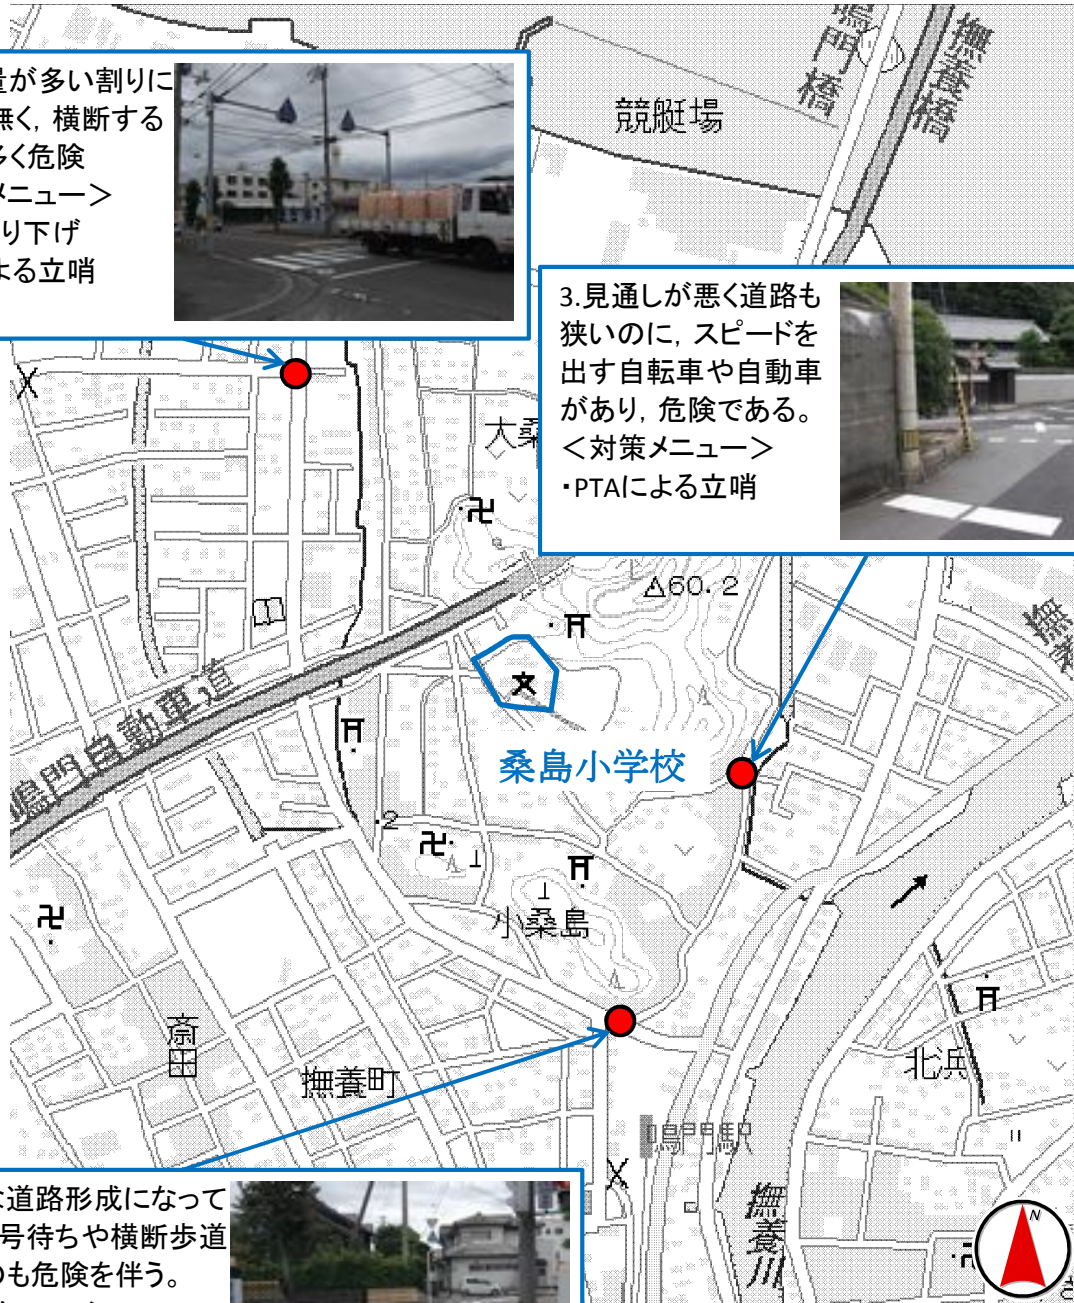 量が多い割りに
無く，横断する
多く危険
メニュー＞
り下げ
よる立哨
鳴門橋
撫養橋
競艇場
3.見通しが悪く道路も
狭いのに，スピードを
出す自転車や自動車
があり，危険である。
＜対策メニュー＞
・PTAによる立哨
大桑
60.2
撫
鳴門自動車道
桑島小学校
2
小桑島
斎田
撫養町
北浜
鳴門駅
撫養川
な道路形成になって
号待ちや横断歩道
のも危険を伴う。
N